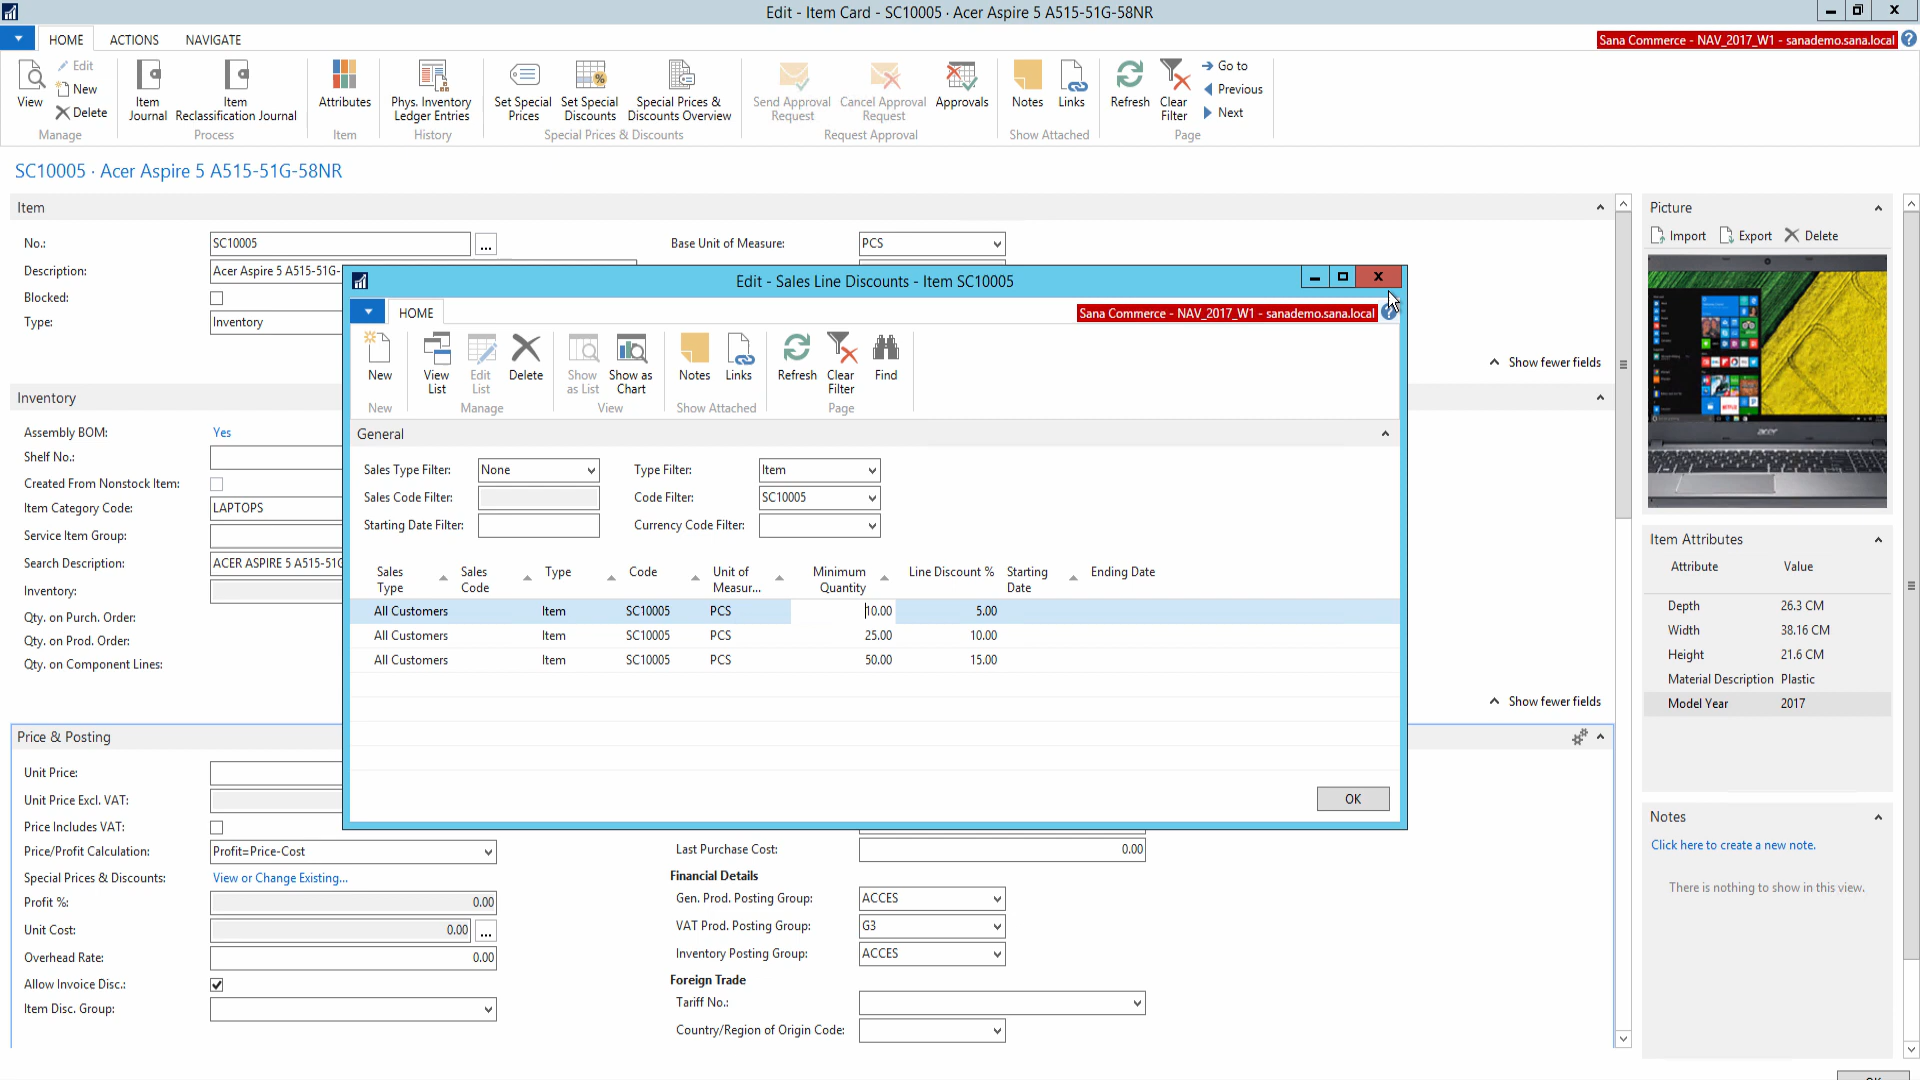 Edit - Item Card - SC10005 · Acer Aspire 5 A515-51G-58NR
HOME ACTIONS NAVIGATE
Sana Commerce - NAV_2017_W1 - sanademo.sana.local
View
Edit
New
Delete
Manage
Item Journal
Item Reclassification Journal
Process
Attributes
Item
Phys. Inventory Ledger Entries
History
Set Special Prices
Set Special Discounts
Special Prices & Discounts Overview
Special Prices & Discounts
Send Approval Request
Cancel Approval Request
Approvals
Request Approval
Notes
Links
Show Attached
Refresh
Clear Filter
Go to
Previous
Next
Page
SC10005 · Acer Aspire 5 A515-51G-58NR
Item
No.: SC10005 ...
Description: Acer Aspire 5 A515-51G-
Blocked:
Type: Inventory
Base Unit of Measure: PCS
Show fewer fields
Inventory
Assembly BOM: Yes
Shelf No.:
Created From Nonstock Item:
Item Category Code: LAPTOPS
Service Item Group:
Search Description: ACER ASPIRE 5 A515-51G
Inventory:
Qty. on Purch. Order:
Qty. on Prod. Order:
Qty. on Component Lines:
Show fewer fields
Price & Posting
Unit Price:
Unit Price Excl. VAT:
Price Includes VAT:
Price/Profit Calculation: Profit=Price-Cost
Special Prices & Discounts: View or Change Existing...
Profit %: 0.00
Unit Cost: 0.00 ...
Overhead Rate: 0.00
Allow Invoice Disc.:
Item Disc. Group:
Last Purchase Cost: 0.00
Financial Details
Gen. Prod. Posting Group: ACCES
VAT Prod. Posting Group: G3
Inventory Posting Group: ACCES
Foreign Trade
Tariff No.:
Country/Region of Origin Code:
Edit - Sales Line Discounts - Item SC10005
HOME
Sana Commerce - NAV_2017_W1 - sanademo.sana.local
New
New
View List
Edit List
Delete
Manage
Show as List
Show as Chart
View
Notes
Links
Show Attached
Refresh
Clear Filter
Find
Page
General
Sales Type Filter: None
Sales Code Filter:
Starting Date Filter:
Type Filter: Item
Code Filter: SC10005
Currency Code Filter:
Sales Type Sales Code Type Code Unit of Measur... Minimum Quantity Line Discount % Starting Date Ending Date
All Customers Item SC10005 PCS 10.00 5.00
All Customers Item SC10005 PCS 25.00 10.00
All Customers Item SC10005 PCS 50.00 15.00
OK
Picture
Import Export Delete
acer
Item Attributes
Attribute Value
Depth 26.3 CM
Width 38.16 CM
Height 21.6 CM
Material Description Plastic
Model Year 2017
Notes
Click here to create a new note.
There is nothing to show in this view.